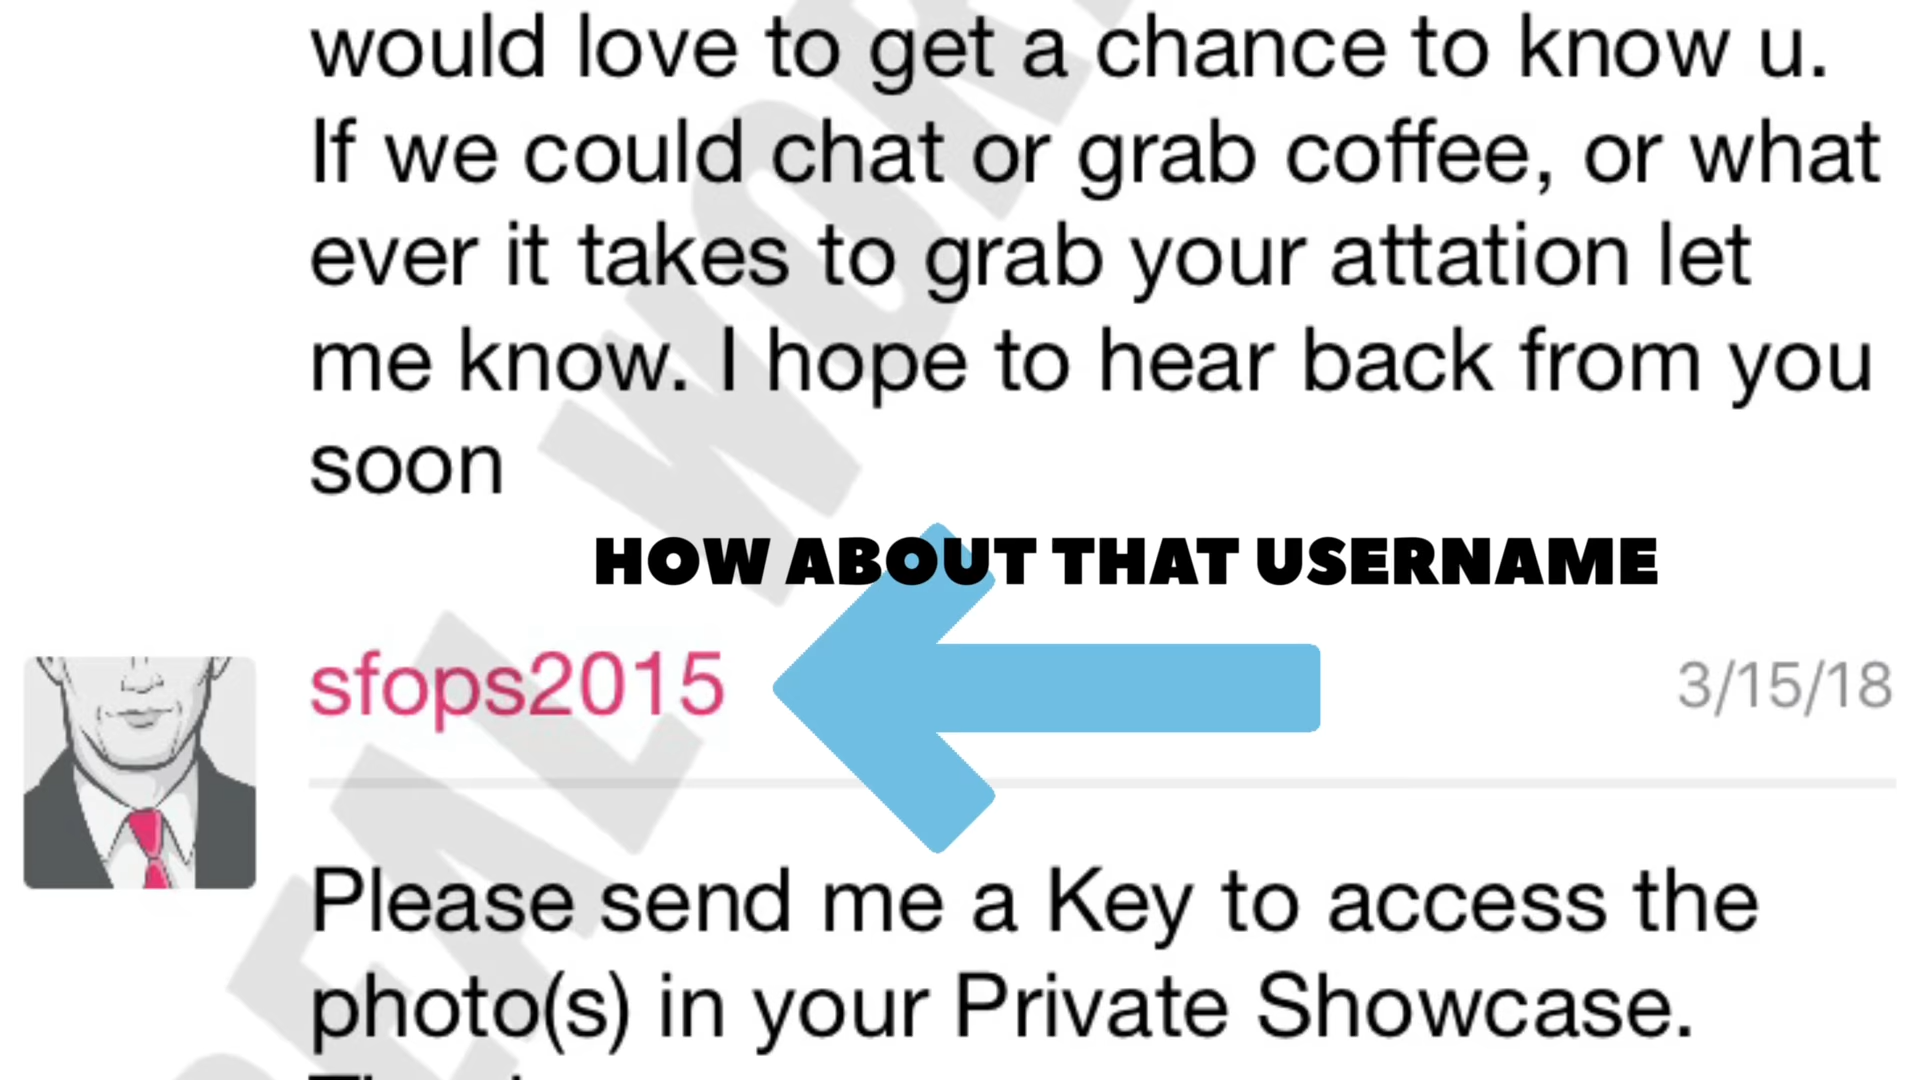 would love to get a chance to know u.
If we could chat or grab coffee, or what
ever it takes to grab your attation let
me know. I hope to hear back from you
soon
HOW ABOUT THAT USERNAME
sfops2015
3/15/18
Please send me a Key to access the
photo(s) in your Private Showcase.
REAL WOR